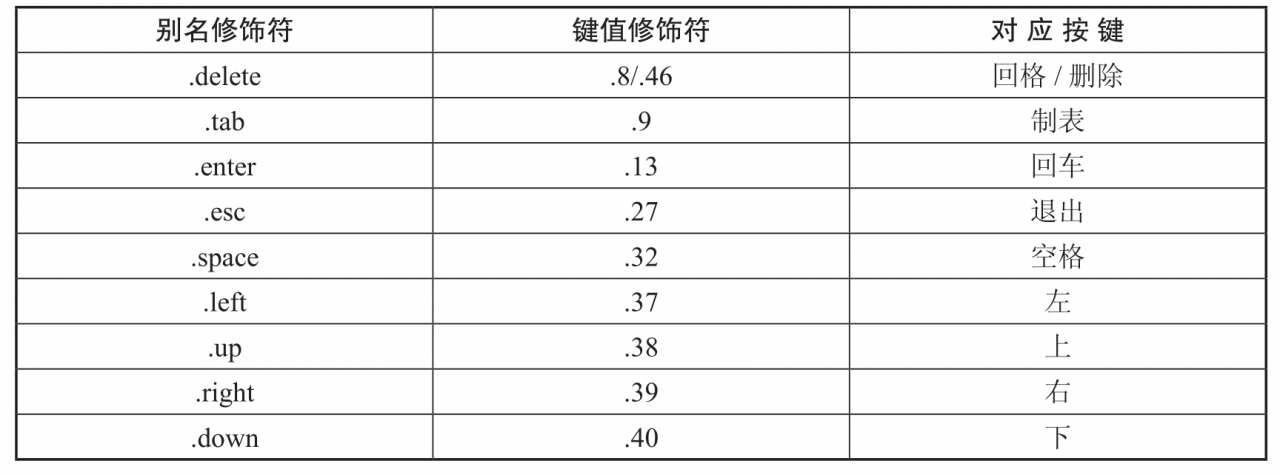 别名修饰符 键值修饰符 对应按键
.delete .8/.46 回格 / 删除
.tab .9 制表
.enter .13 回车
.esc .27 退出
.space .32 空格
.left .37 左
.up .38 上
.right .39 右
.down .40 下